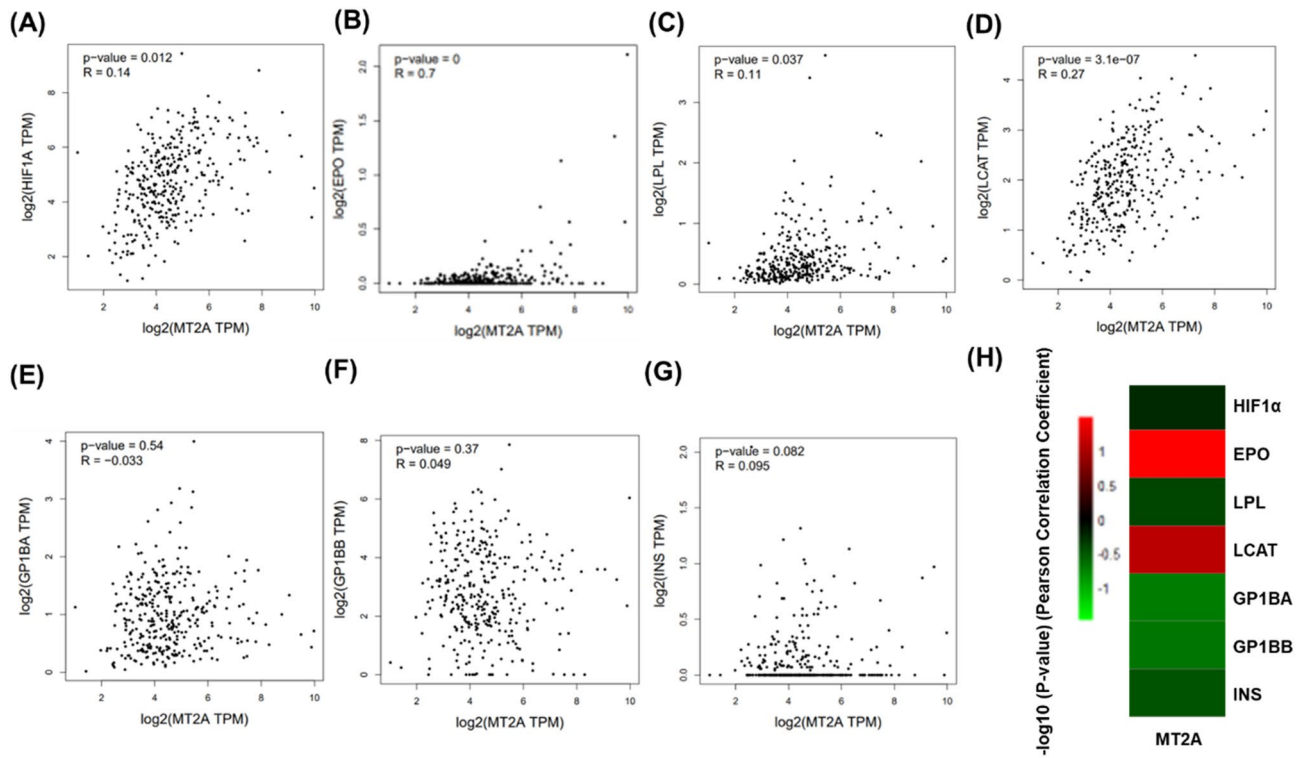 (A)
p-value = 0.012
R = 0.14
log2(HIF1A TPM)
8
6
4
2
2
4
6
8
10
log2(MT2A TPM)
(B)
p-value = 0
R = 0.7
log2(EPO TPM)
2.0
1.5
1.0
0.5
0.0
2
4
6
8
10
log2(MT2A TPM)
(C)
p-value = 0.037
R = 0.11
log2(LPL TPM)
3
2
1
0
2
4
6
8
10
log2(MT2A TPM)
(D)
p-value = 3.1e-07
R = 0.27
log2(LCAT TPM)
4
3
2
1
0
2
4
6
8
10
log2(MT2A TPM)
(E)
p-value = 0.54
R = -0.033
log2(GP1BA TPM)
4
3
2
1
0
2
4
6
8
10
log2(MT2A TPM)
(F)
p-value = 0.37
R = 0.049
log2(GP1BB TPM)
8
6
4
2
0
2
4
6
8
10
log2(MT2A TPM)
(G)
p-value = 0.082
R = 0.095
log2(INS TPM)
2.0
1.5
1.0
0.5
0.0
2
4
6
8
10
log2(MT2A TPM)
(H)
-log10 (P-value) (Pearson Correlation Coefficient)
1
0.5
0
-0.5
-1
HIF1α
EPO
LPL
LCAT
GP1BA
GP1BB
INS
MT2A